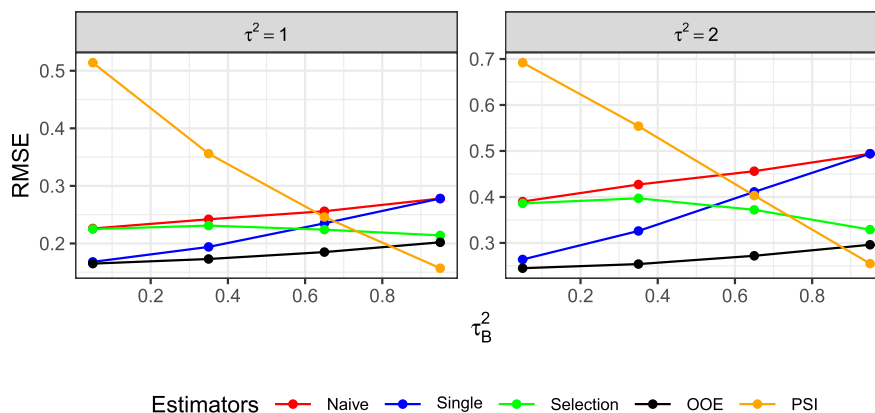 τ² = 1
τ² = 2
RMSE
0.5
0.4
0.3
0.2
0.7
0.6
0.5
0.4
0.3
0.2 0.4 0.6 0.8
0.2 0.4 0.6 0.8
τ²_B
Estimators Naive Single Selection OOE PSI